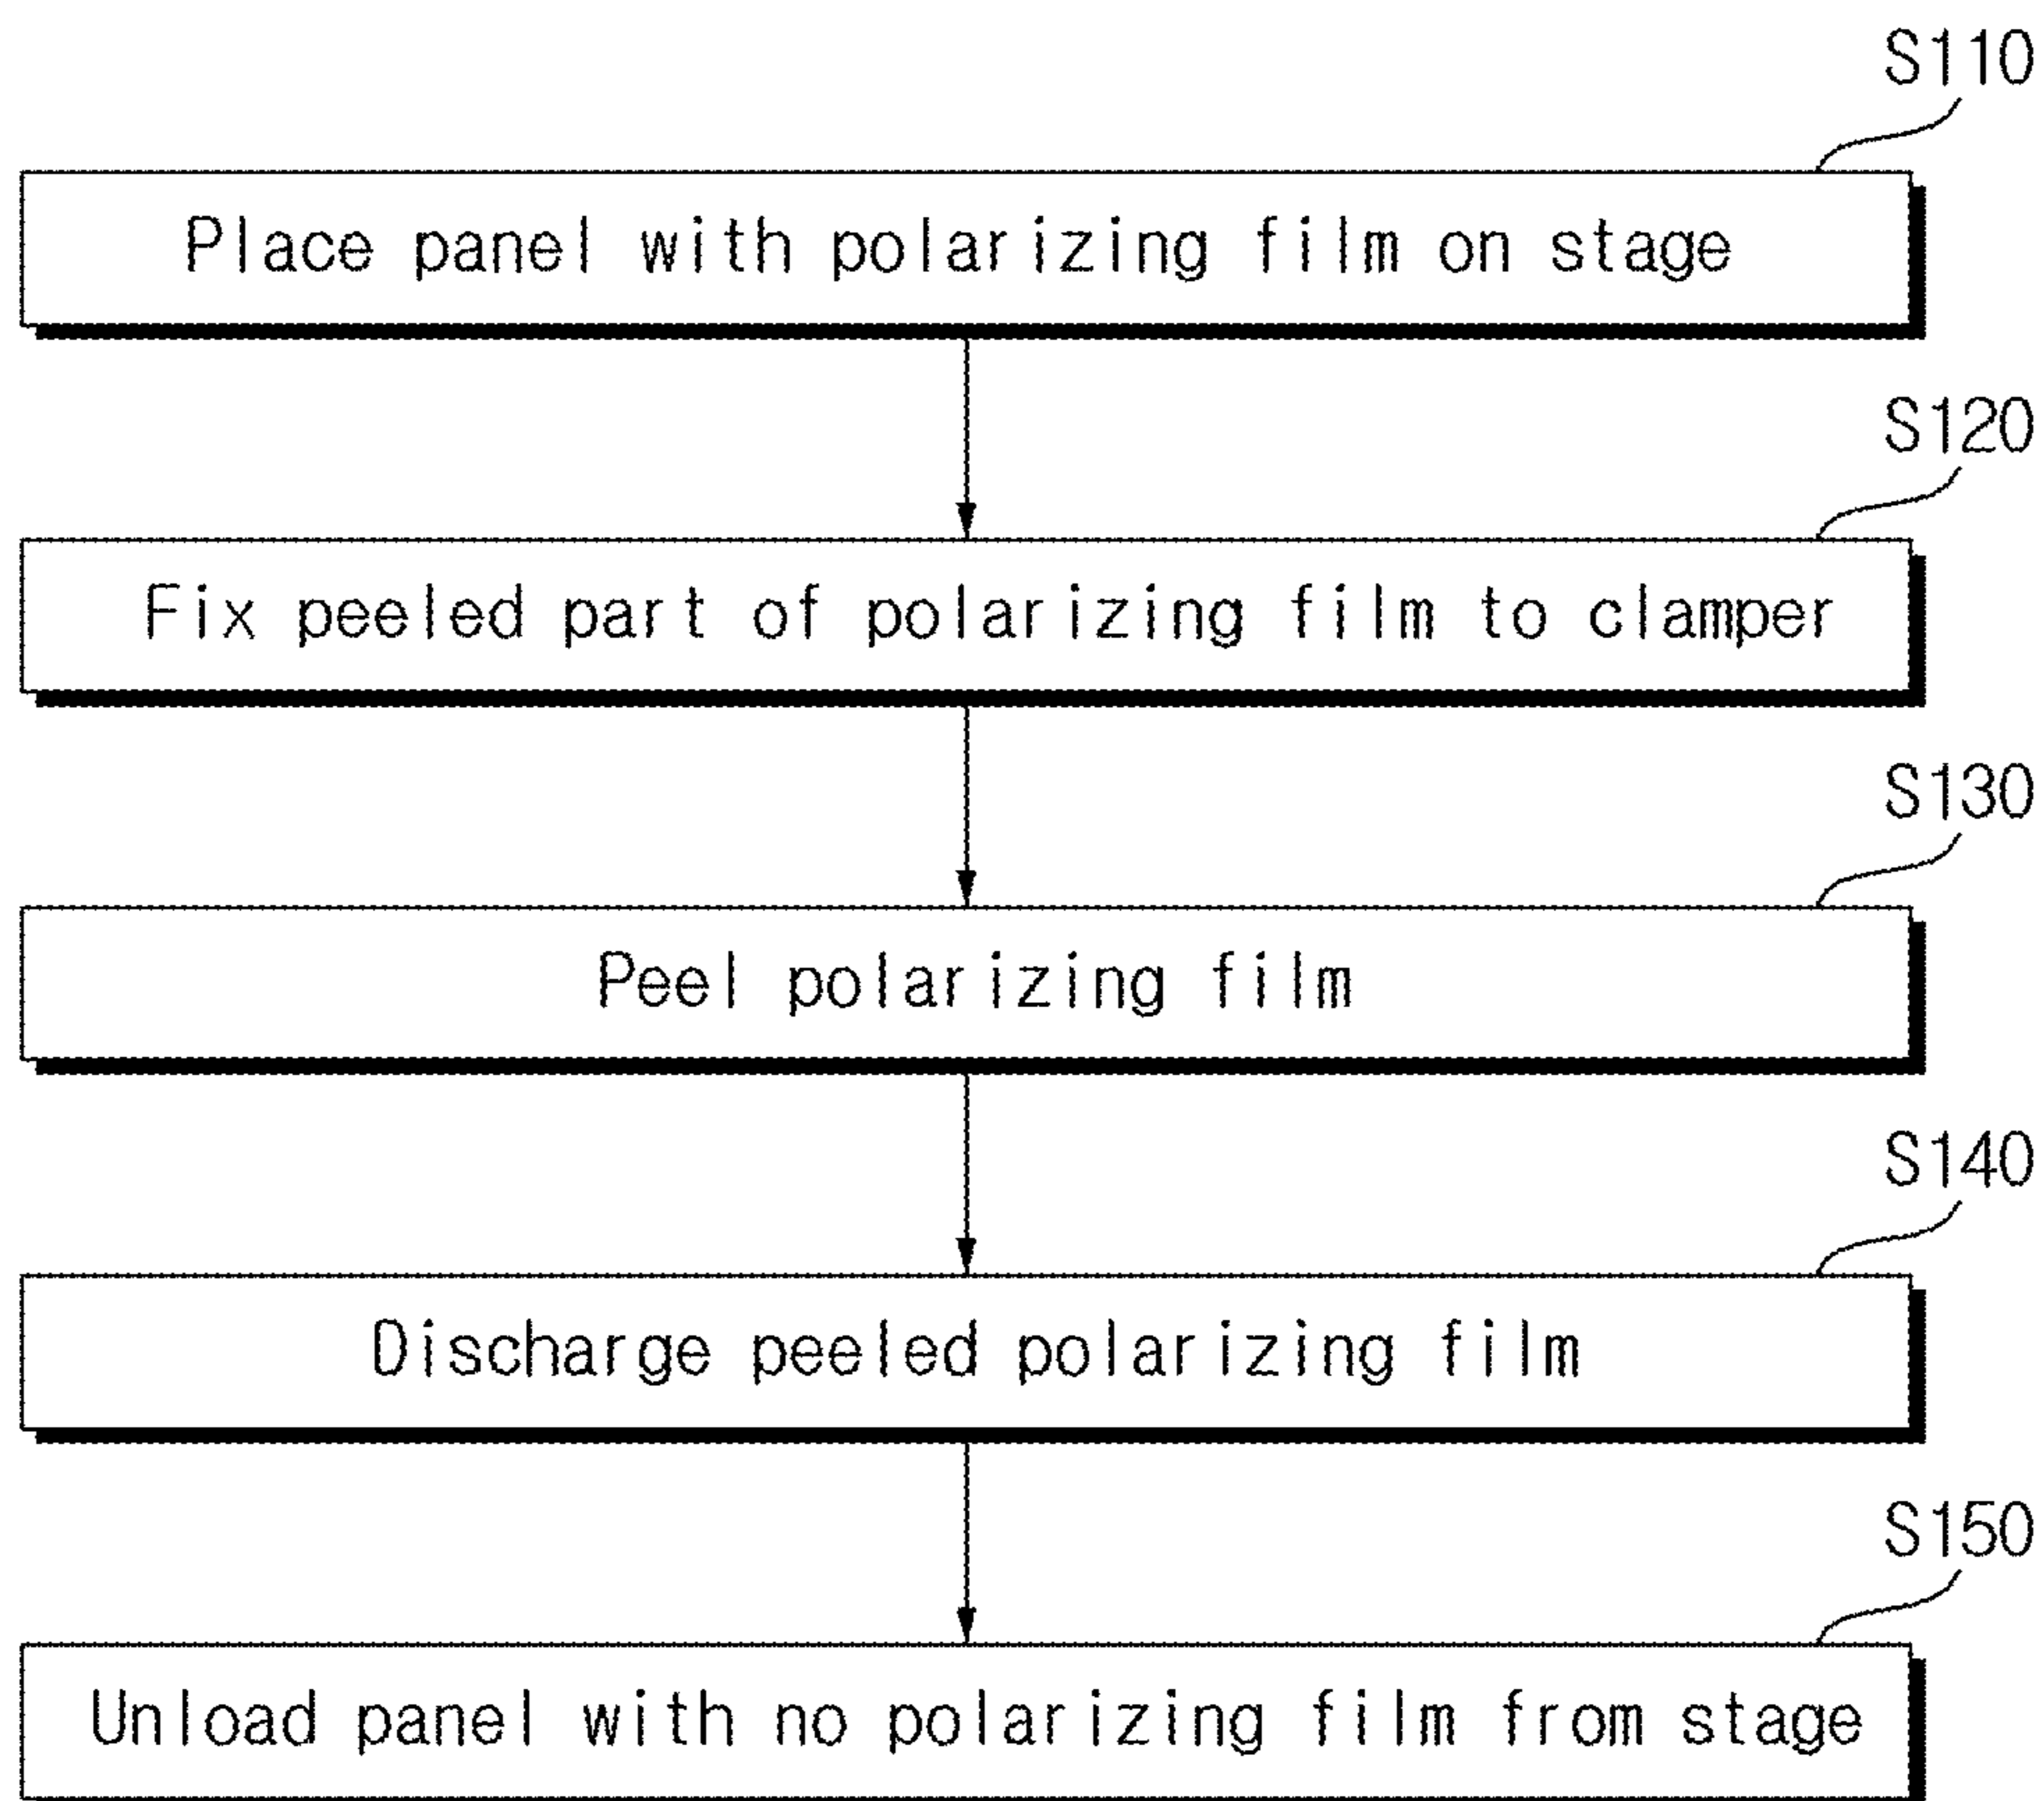 S110
Place panel with polarizing film on stage
S120
Fix peeled part of polarizing film to clamper
S130
Peel polarizing film
S140
Discharge peeled polarizing film
S150
Unload panel with no polarizing film from stage